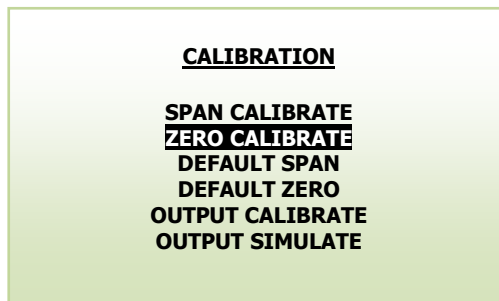 CALIBRATION
SPAN CALIBRATE
ZERO CALIBRATE
DEFAULT SPAN
DEFAULT ZERO
OUTPUT CALIBRATE
OUTPUT SIMULATE